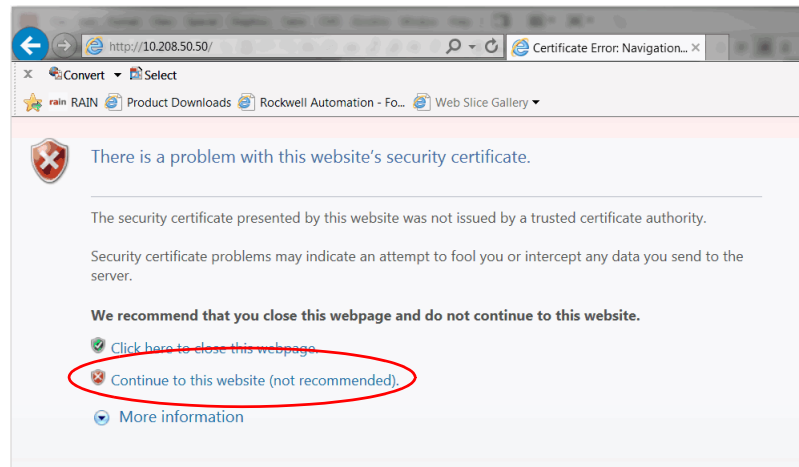 http://10.208.50.50/
Certificate Error: Navigation...
x Convert Select
rain RAIN Product Downloads Rockwell Automation - Fo... Web Slice Gallery
There is a problem with this website's security certificate.
The security certificate presented by this website was not issued by a trusted certificate authority.
Security certificate problems may indicate an attempt to fool you or intercept any data you send to the
server.
We recommend that you close this webpage and do not continue to this website.
Click here to close this webpage.
Continue to this website (not recommended).
More information